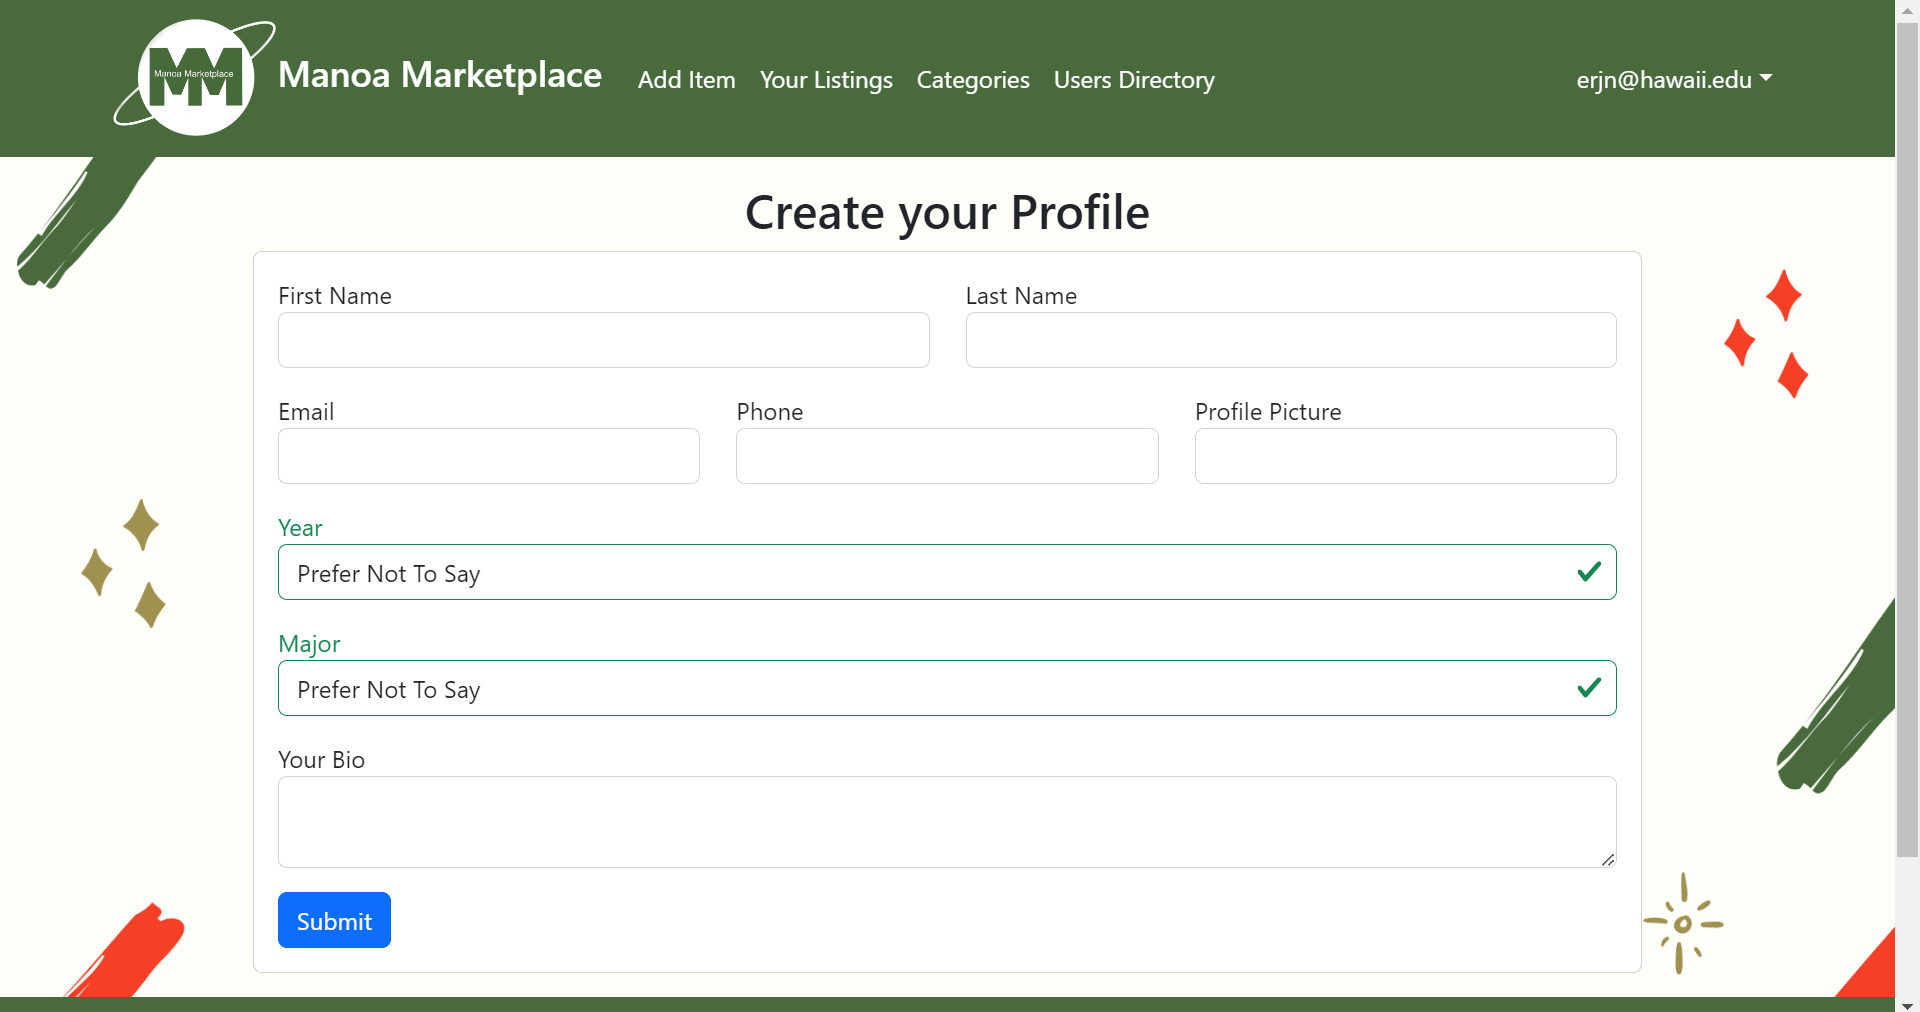 Manoa Marketplace
Manoa Marketplace Add Item Your Listings Categories Users Directory erjn@hawaii.edu
Create your Profile
First Name Last Name
Email Phone Profile Picture
Year
Prefer Not To Say
Major
Prefer Not To Say
Your Bio
Submit